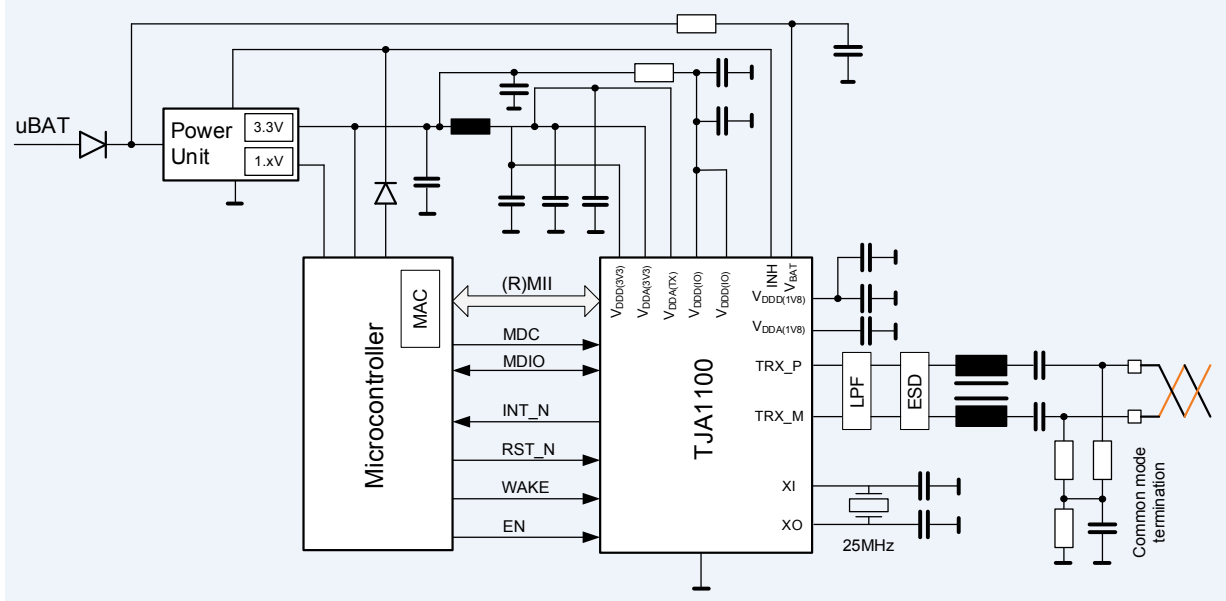 uBAT
Power
Unit
3.3V
1.xV
Microcontroller
MAC
(R)MII
MDC
MDIO
INT_N
RST_N
WAKE
EN
TJA1100
VDDD(3V3)
VDDA(3V3)
VDDA(TX)
VDDD(IO)
VDDD(IO)
INH
VBAT
VDDD(1V8)
VDDA(1V8)
TRX_P
TRX_M
XI
XO
LPF
ESD
25MHz
Common mode
termination